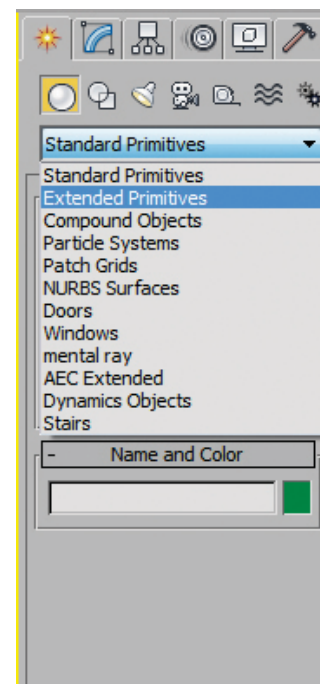 Standard Primitives
Standard Primitives
Extended Primitives
Compound Objects
Particle Systems
Patch Grids
NURBS Surfaces
Doors
Windows
mental ray
AEC Extended
Dynamics Objects
Stairs
- Name and Color